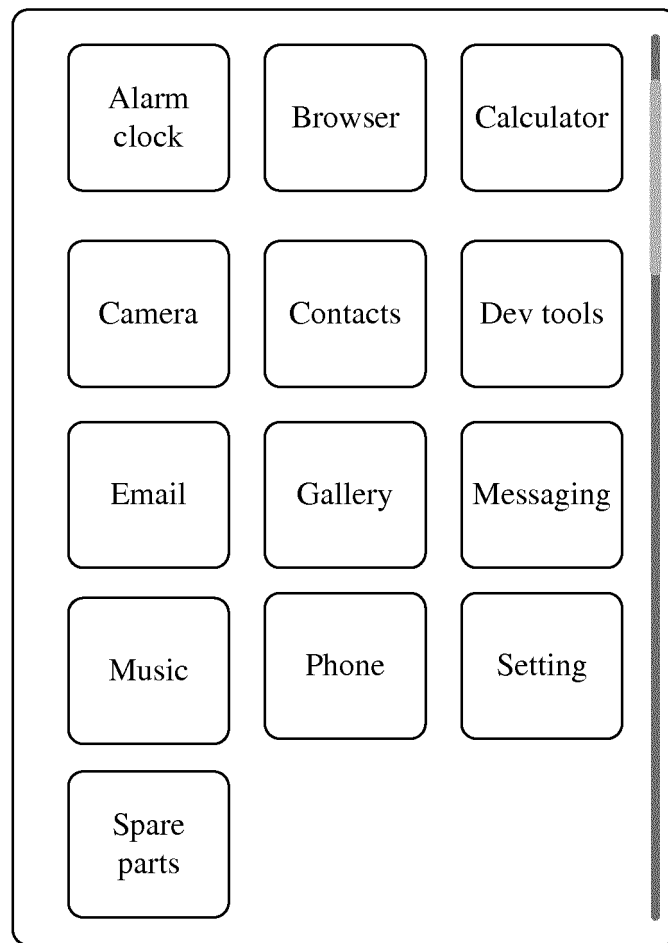 Alarm
clock
Browser
Calculator
Camera
Contacts
Dev tools
Email
Gallery
Messaging
Music
Phone
Setting
Spare
parts